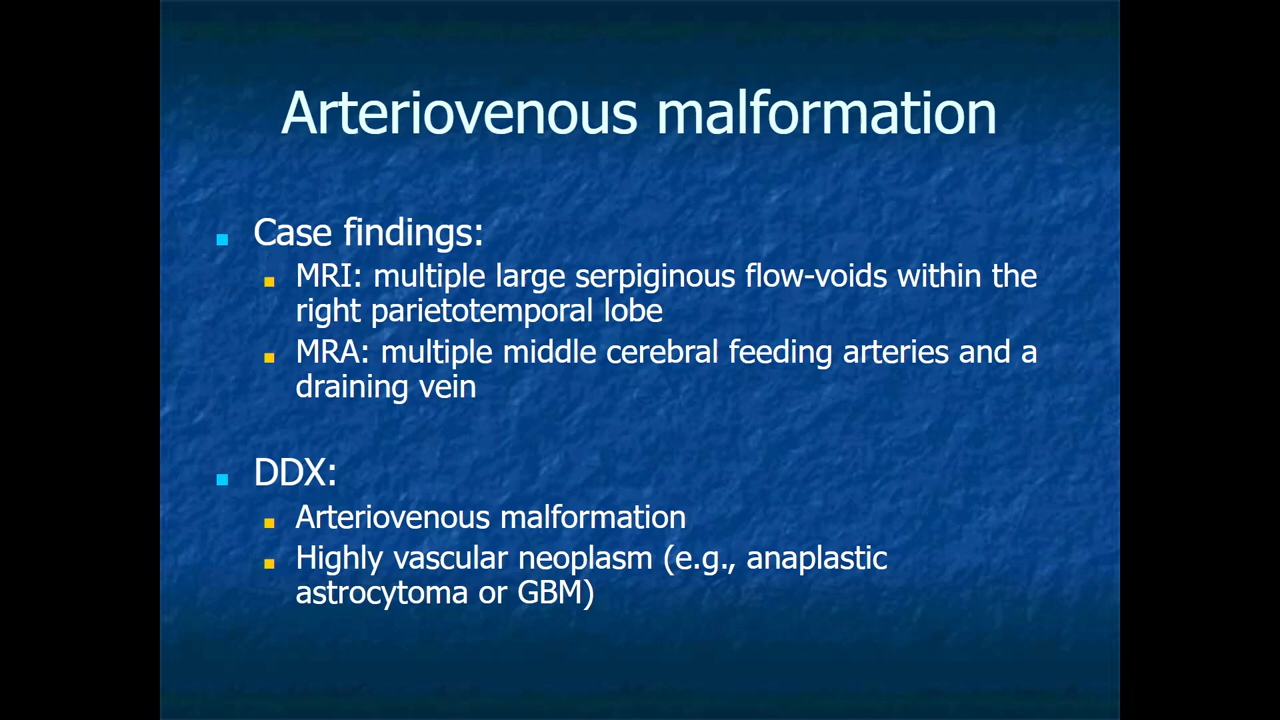 Arteriovenous malformation
Case findings:
MRI: multiple large serpiginous flow-voids within the
right parietotemporal lobe
MRA: multiple middle cerebral feeding arteries and a
draining vein
DDX:
Arteriovenous malformation
Highly vascular neoplasm (e.g., anaplastic
astrocytoma or GBM)